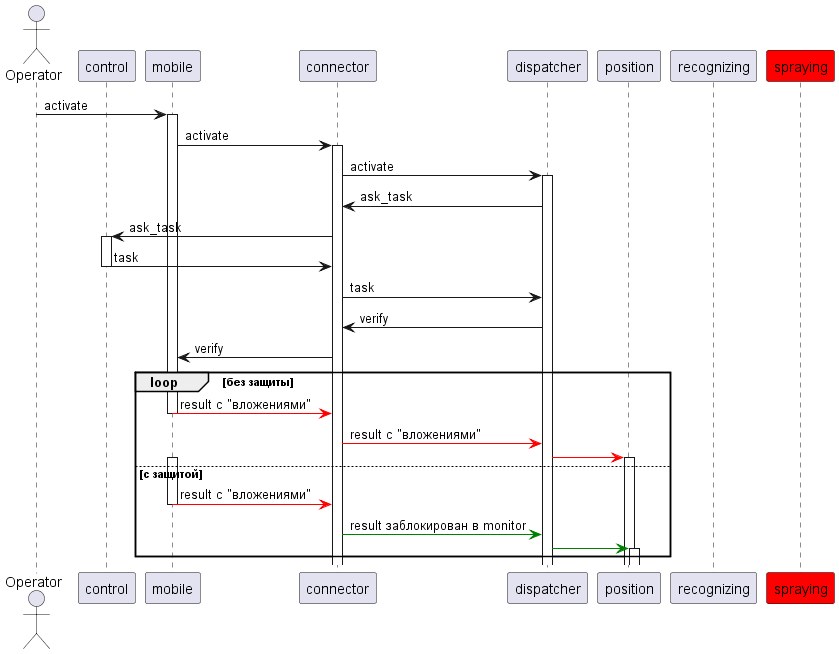 Operator
control
mobile
connector
dispatcher
position
recognizing
spraying
activate
activate
activate
ask_task
ask_task
task
task
verify
verify
loop [без защиты]
result с "вложениями"
result с "вложениями"
[с защитой]
result с "вложениями"
result заблокирован в monitor
Operator
control
mobile
connector
dispatcher
position
recognizing
spraying